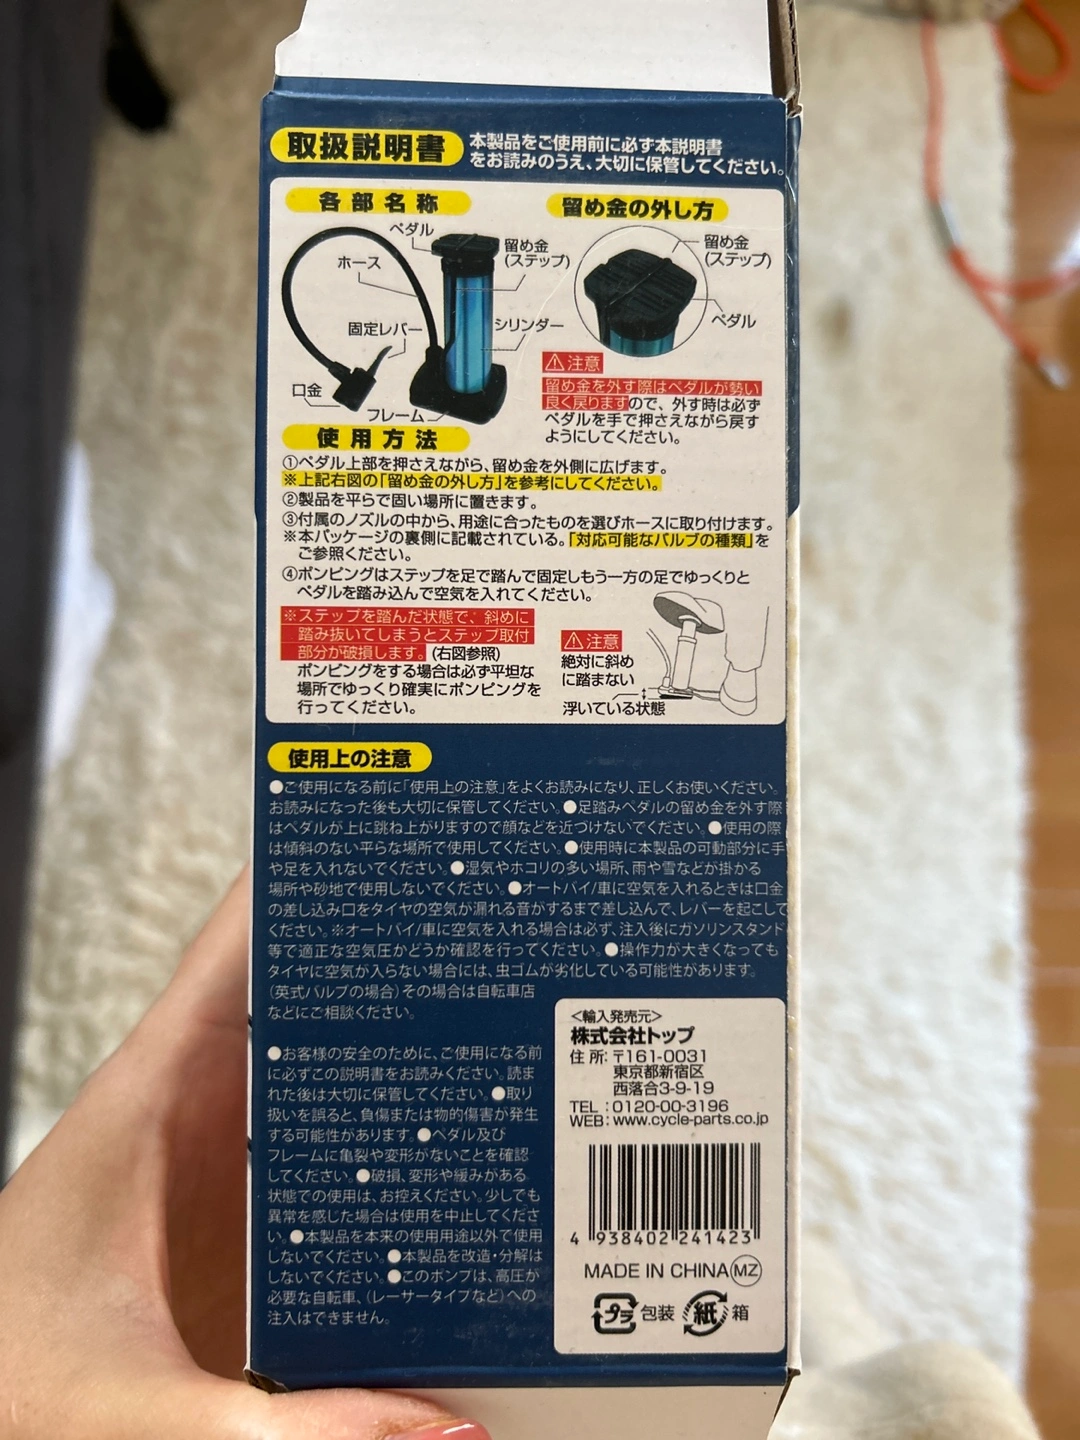 取扱説明書
本製品をご使用前に必ず本説明書
をお読みのうえ、大切に保管してください。
各部名称
ペダル
留め金
(ステップ)
ホース
固定レバー
シリンダー
口金
フレーム
留め金の外し方
留め金
(ステップ)
ペダル
⚠注意
留め金を外す際はペダルが勢い
良く戻りますので、外す時は必ず
ペダルを手で押さえながら戻す
ようにしてください。
使用方法
①ペダル上部を押さえながら、留め金を外側に広げます。
※上記右図の「留め金の外し方」を参考にしてください。
②製品を平らで固い場所に置きます。
③付属のノズルの中から、用途に合ったものを選びホースに取り付けます。
※本パッケージの裏側に記載されている。「対応可能なバルブの種類」を
ご参照ください。
④ポンピングはステップを足で踏んで固定しもう一方の足でゆっくりと
ペダルを踏み込んで空気を入れてください。
※ステップを踏んだ状態で、斜めに
踏み抜いてしまうとステップ取付
部分が破損します。(右図参照)
ポンピングをする場合は必ず平坦な
場所でゆっくり確実にポンピングを
行ってください。
⚠注意
絶対に斜め
に踏まない
浮いている状態
使用上の注意
●ご使用になる前に「使用上の注意」をよくお読みになり、正しくお使いください。
お読みになった後も大切に保管してください。●足踏みペダルの留め金を外す際
はペダルが上に跳ね上がりますので顔などを近づけないでください。●使用の際
は傾斜のない平らな場所で使用してください。●使用時に本製品の可動部分に手
や足を入れないでください。●湿気やホコリの多い場所、雨や雪などが掛かる
場所や砂地で使用しないでください。●オートバイ/車に空気を入れるときは口金
の差し込み口をタイヤの空気が漏れる音がするまで差し込んで、レバーを起こして
ください。※オートバイ/車に空気を入れる場合は必ず、注入後にガソリンスタンド
等で適正な空気圧かどうか確認を行ってください。●操作力が大きくなっても
タイヤに空気が入らない場合には、虫ゴムが劣化している可能性があります。
(英式バルブの場合)その場合は自転車店
などにご相談ください。
●お客様の安全のために、ご使用になる前
に必ずこの説明書をお読みください。読ま
れた後は大切に保管してください。●取り
扱いを誤ると、負傷または物的傷害が発生
する可能性があります。●ペダル及び
フレームに亀裂や変形がないことを確認
してください。●破損、変形や緩みがある
状態での使用は、お控えください。少しでも
異常を感じた場合は使用を中止してくださ
い。●本製品を本来の使用用途以外で使用
しないでください。●本製品を改造・分解は
しないでください。●このポンプは、高圧が
必要な自転車、(レーサータイプなど)への
注入はできません。
<輸入発売元>
株式会社トップ
住所:〒161-0031
東京都新宿区
西落合3-9-19
TEL:0120-00-3196
WEB:www.cycle-parts.co.jp
4 938402 241423
MADE IN CHINA MZ
プラ 包装 紙 箱